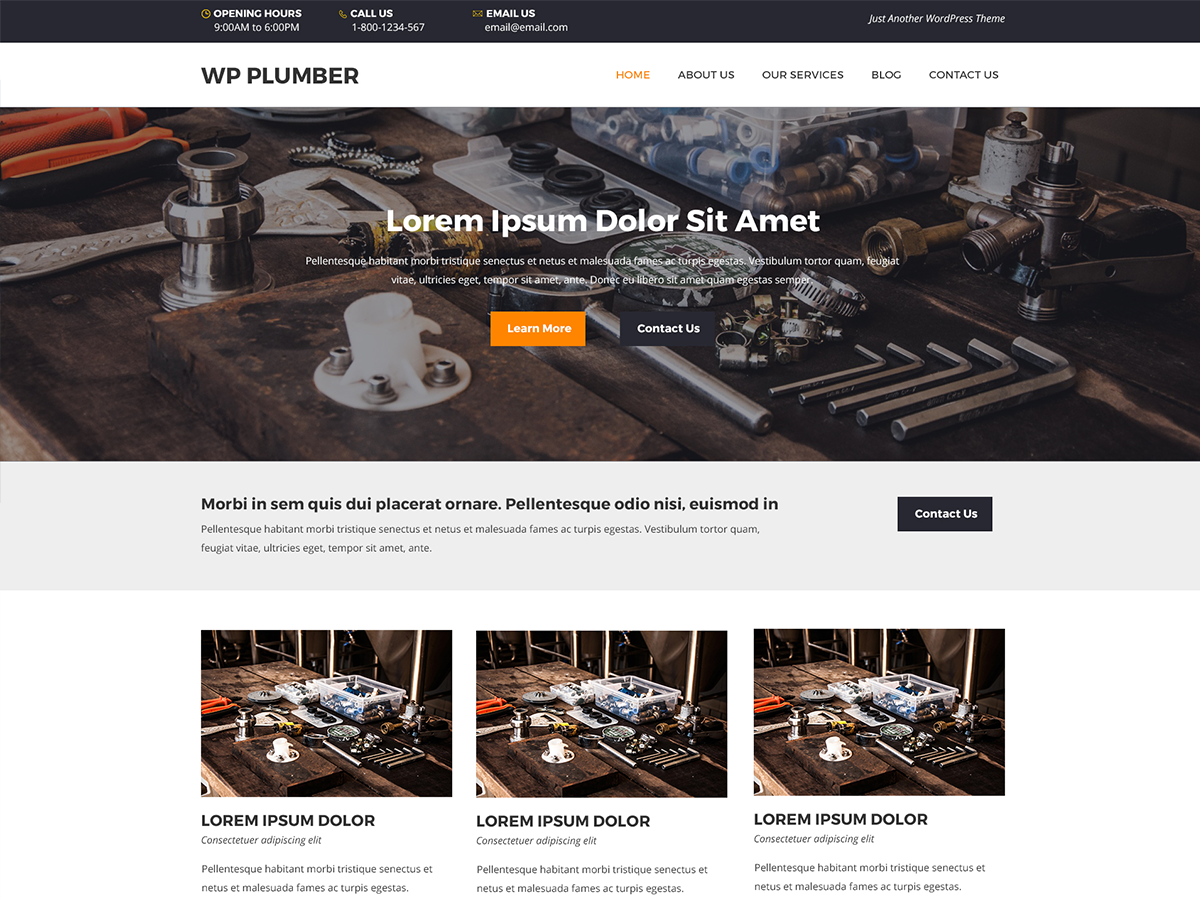 OPENING HOURS
9:00AM to 6:00PM
CALL US
1-800-1234-567
EMAIL US
email@email.com
Just Another WordPress Theme
WP PLUMBER
HOME ABOUT US OUR SERVICES BLOG CONTACT US
Lorem Ipsum Dolor Sit Amet
Pellentesque habitant morbi tristique senectus et netus et malesuada fames ac turpis egestas. Vestibulum tortor quam, feugiat
vitae, ultricies eget, tempor sit amet, ante. Donec eu libero sit amet quam egestas semper.
Learn More Contact Us
Morbi in sem quis dui placerat ornare. Pellentesque odio nisi, euismod in
Pellentesque habitant morbi tristique senectus et netus et malesuada fames ac turpis egestas. Vestibulum tortor quam,
feugiat vitae, ultricies eget, tempor sit amet, ante.
Contact Us
LOREM IPSUM DOLOR
Consectetuer adipiscing elit
Pellentesque habitant morbi tristique senectus et
netus et malesuada fames ac turpis egestas.
LOREM IPSUM DOLOR
Consectetuer adipiscing elit
Pellentesque habitant morbi tristique senectus et
netus et malesuada fames ac turpis egestas.
LOREM IPSUM DOLOR
Consectetuer adipiscing elit
Pellentesque habitant morbi tristique senectus et
netus et malesuada fames ac turpis egestas.